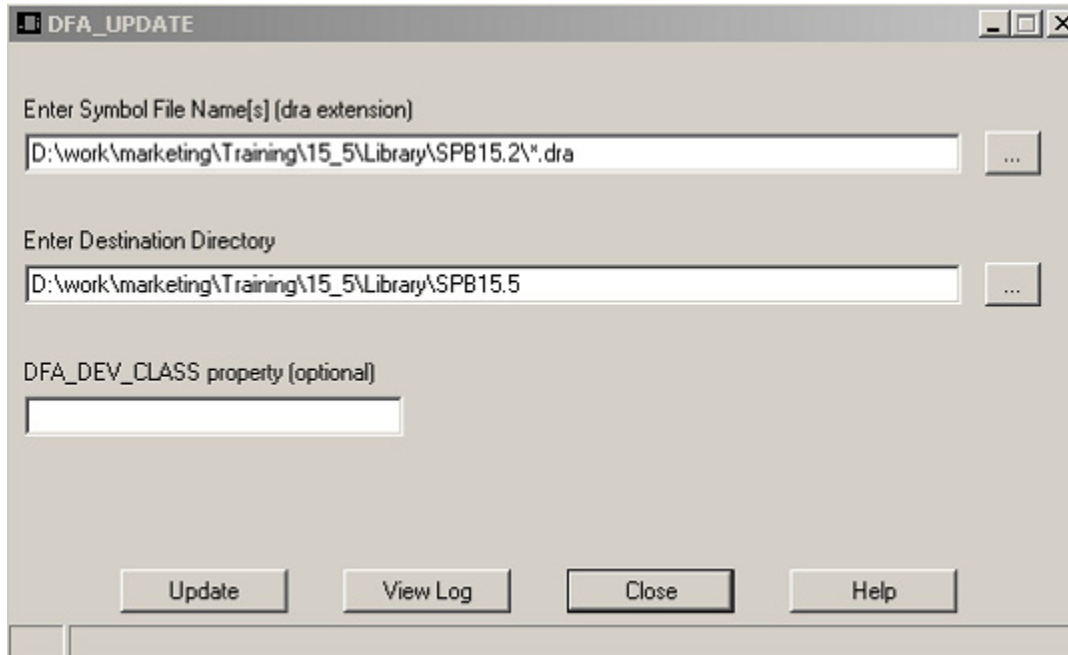 DFA_UPDATE
Enter Symbol File Name[s] (dra extension)
D:\work\marketing\Training\15_5\Library\SPB15.2\*.dra
...
Enter Destination Directory
D:\work\marketing\Training\15_5\Library\SPB15.5
...
DFA_DEV_CLASS property (optional)
Update View Log Close Help